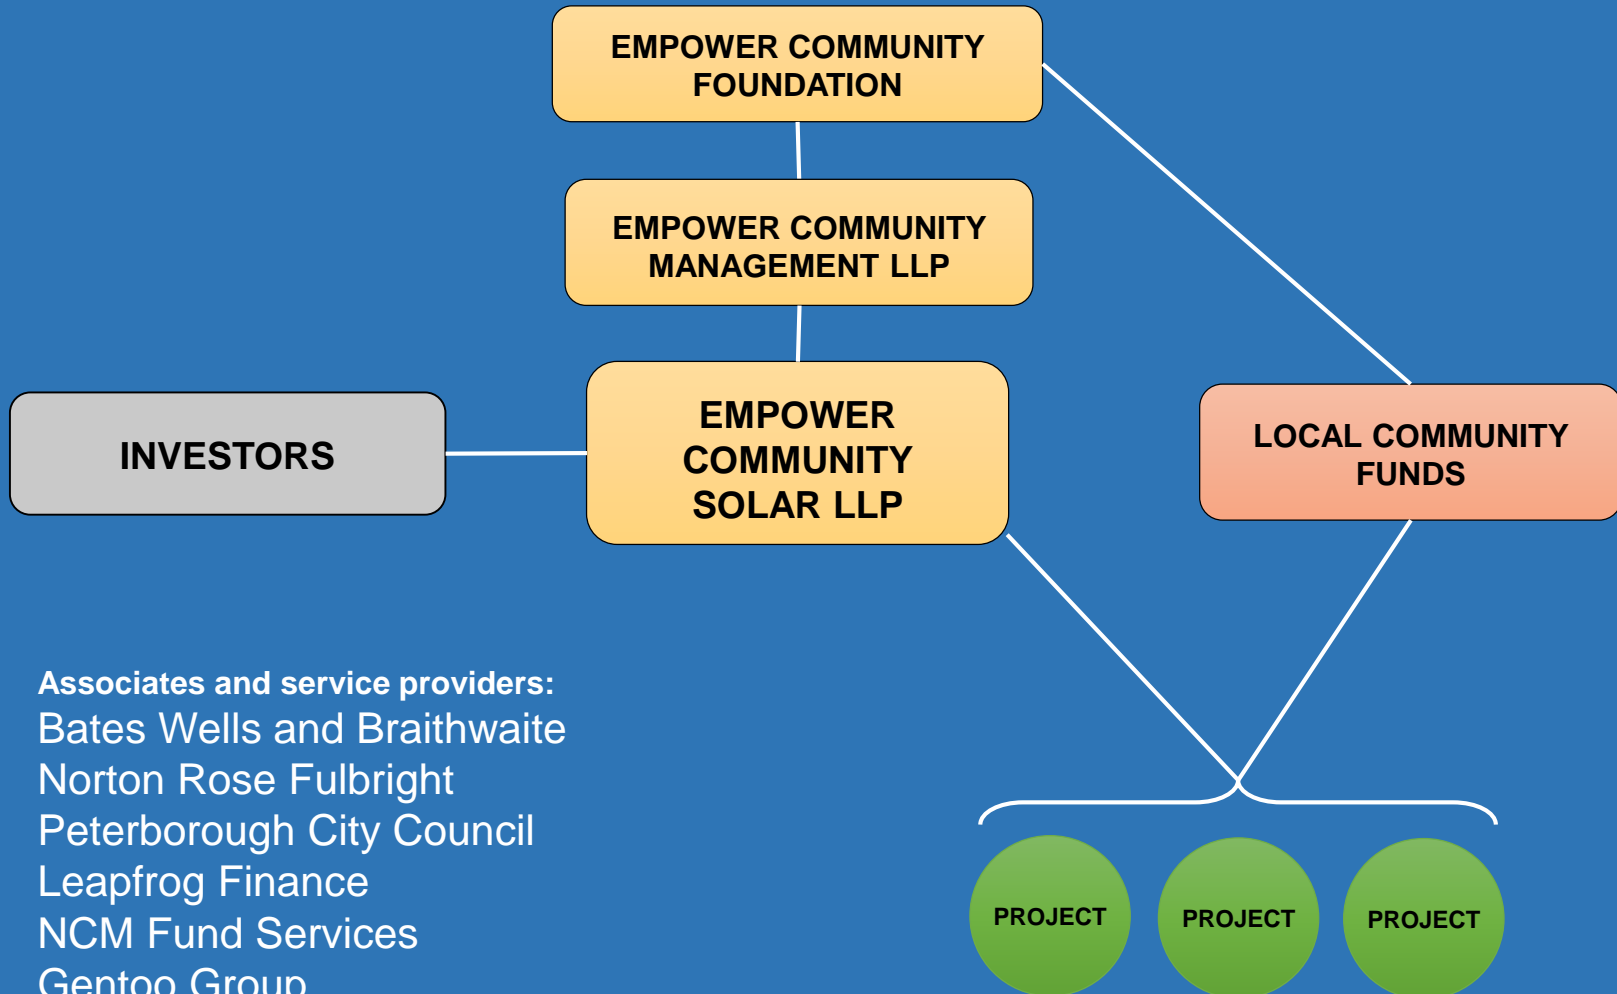 EMPOWER COMMUNITY
FOUNDATION
EMPOWER COMMUNITY
MANAGEMENT LLP
INVESTORS
EMPOWER
COMMUNITY
SOLAR LLP
LOCAL COMMUNITY
FUNDS
Associates and service providers:
Bates Wells and Braithwaite
Norton Rose Fulbright
Peterborough City Council
Leapfrog Finance
NCM Fund Services
Gentoo Group
PROJECT
PROJECT
PROJECT